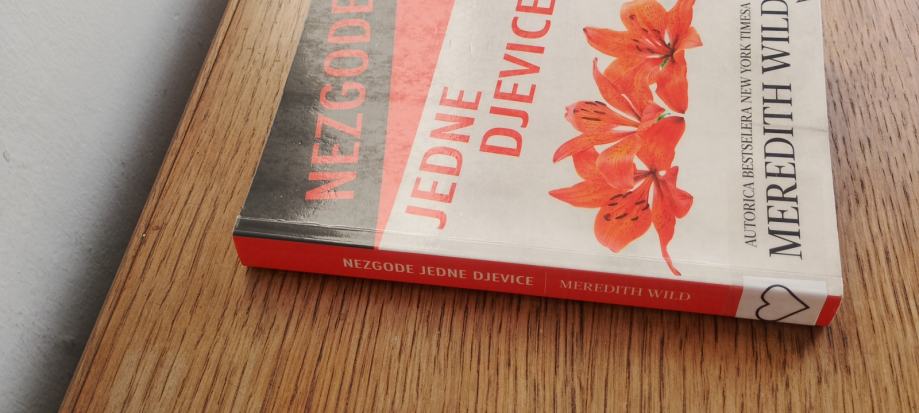 NEZGODE
JEDNE
DJEVICE
AUTORICA BESTSELERA NEW YORK TIMESA
MEREDITH WILD
NEZGODE JEDNE DJEVICE
MEREDITH WILD